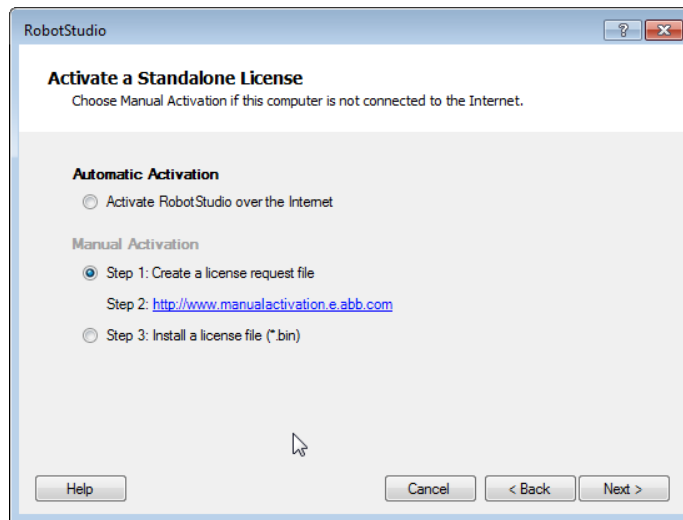 RobotStudio
Activate a Standalone License
Choose Manual Activation if this computer is not connected to the Internet.
Automatic Activation
Activate RobotStudio over the Internet
Manual Activation
Step 1: Create a license request file
Step 2: http://www.manualactivation.e.abb.com
Step 3: Install a license file (*.bin)
Help
Cancel
< Back
Next >